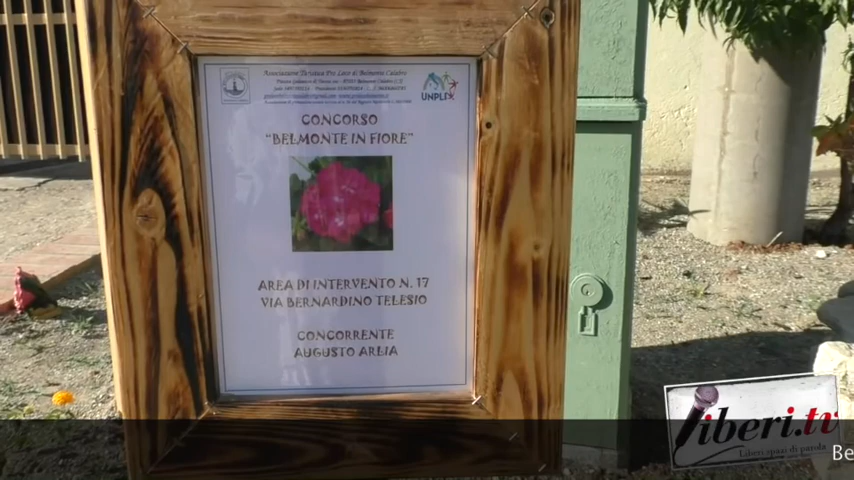 Associazione Turistica Pro Loco di Belmonte Calabro
UNPLI
CONCORSO
"BELMONTE IN FIORE"
AREA DI INTERVENTO N. 17
VIA BERNARDINO TELESIO
CONCORRENTE
AUGUSTO ARLIA
liberi.tv
Liberi spazi di parola
Be